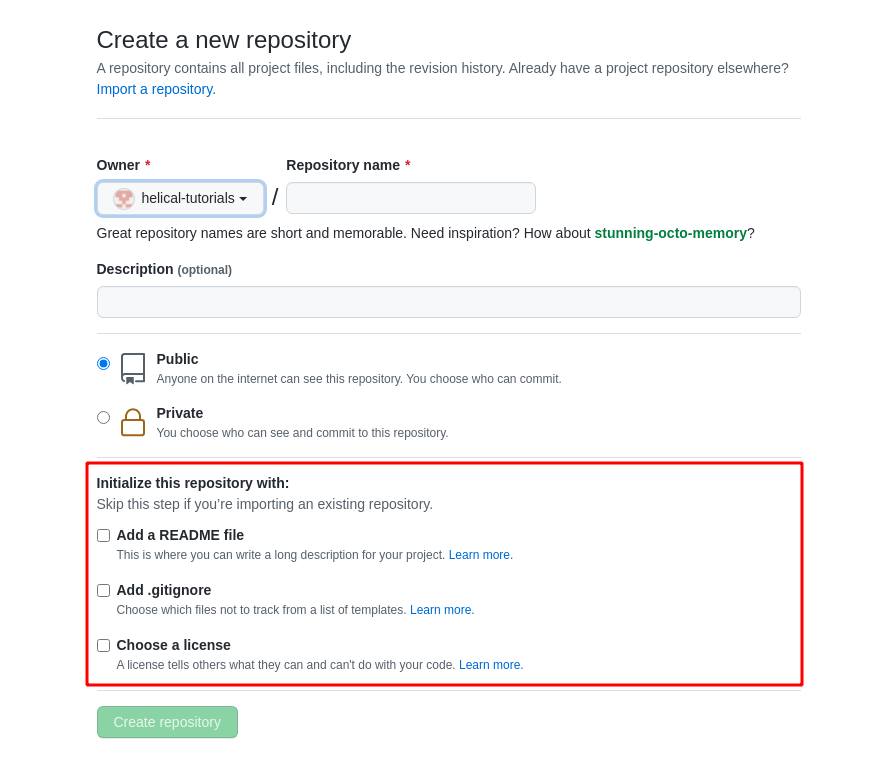 Create a new repository
A repository contains all project files, including the revision history. Already have a project repository elsewhere?
Import a repository.
Owner * Repository name *
helical-tutorials /
Great repository names are short and memorable. Need inspiration? How about stunning-octo-memory?
Description (optional)
Public
Anyone on the internet can see this repository. You choose who can commit.
Private
You choose who can see and commit to this repository.
Initialize this repository with:
Skip this step if you’re importing an existing repository.
Add a README file
This is where you can write a long description for your project. Learn more.
Add .gitignore
Choose which files not to track from a list of templates. Learn more.
Choose a license
A license tells others what they can and can't do with your code. Learn more.
Create repository